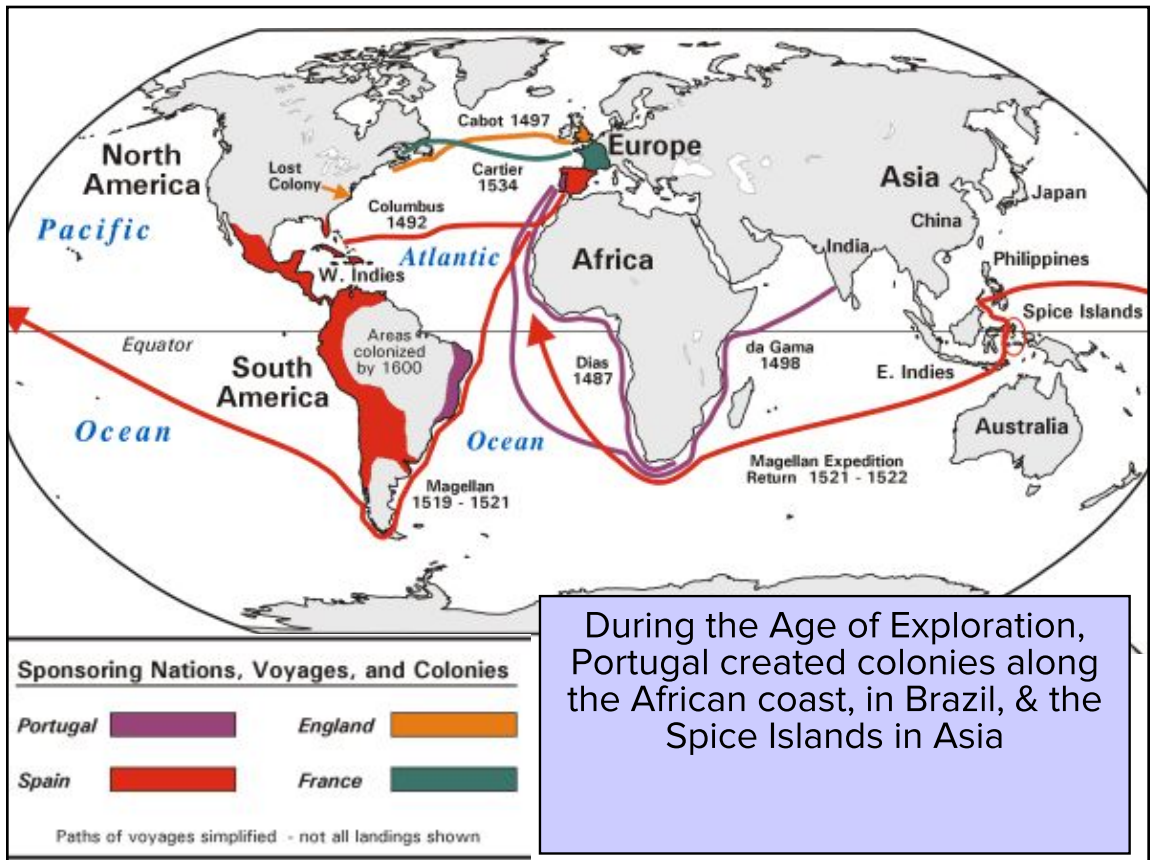 Cabot 1497
North
America
Europe
Lost
Colony
Cartier
1534
Asia
Japan
Columbus
1492
China
Pacific
Atlantic
Africa
India
W. Indies
Philippines
Spice Islands
Equator
Areas
colonized
by 1600
South
America
Dias
1487
da Gama
1498
E. Indies
Ocean
Ocean
Australia
Magellan
1519 - 1521
Magellan Expedition
Return 1521 - 1522
Sponsoring Nations, Voyages, and Colonies
Portugal
England
Spain
France
Paths of voyages simplified - not all landings shown
During the Age of Exploration,
Portugal created colonies along
the African coast, in Brazil, & the
Spice Islands in Asia